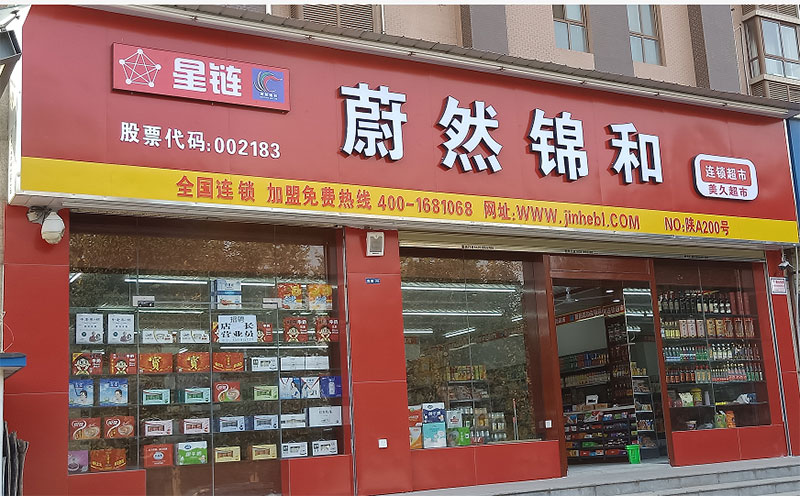 星链
股票代码:002183
蔚然锦和
连锁超市
美久超市
全国连锁 加盟免费热线 400-1681068 网址:WWW.jinhebl.COM NO:陕A200号
招聘
店长
营业员